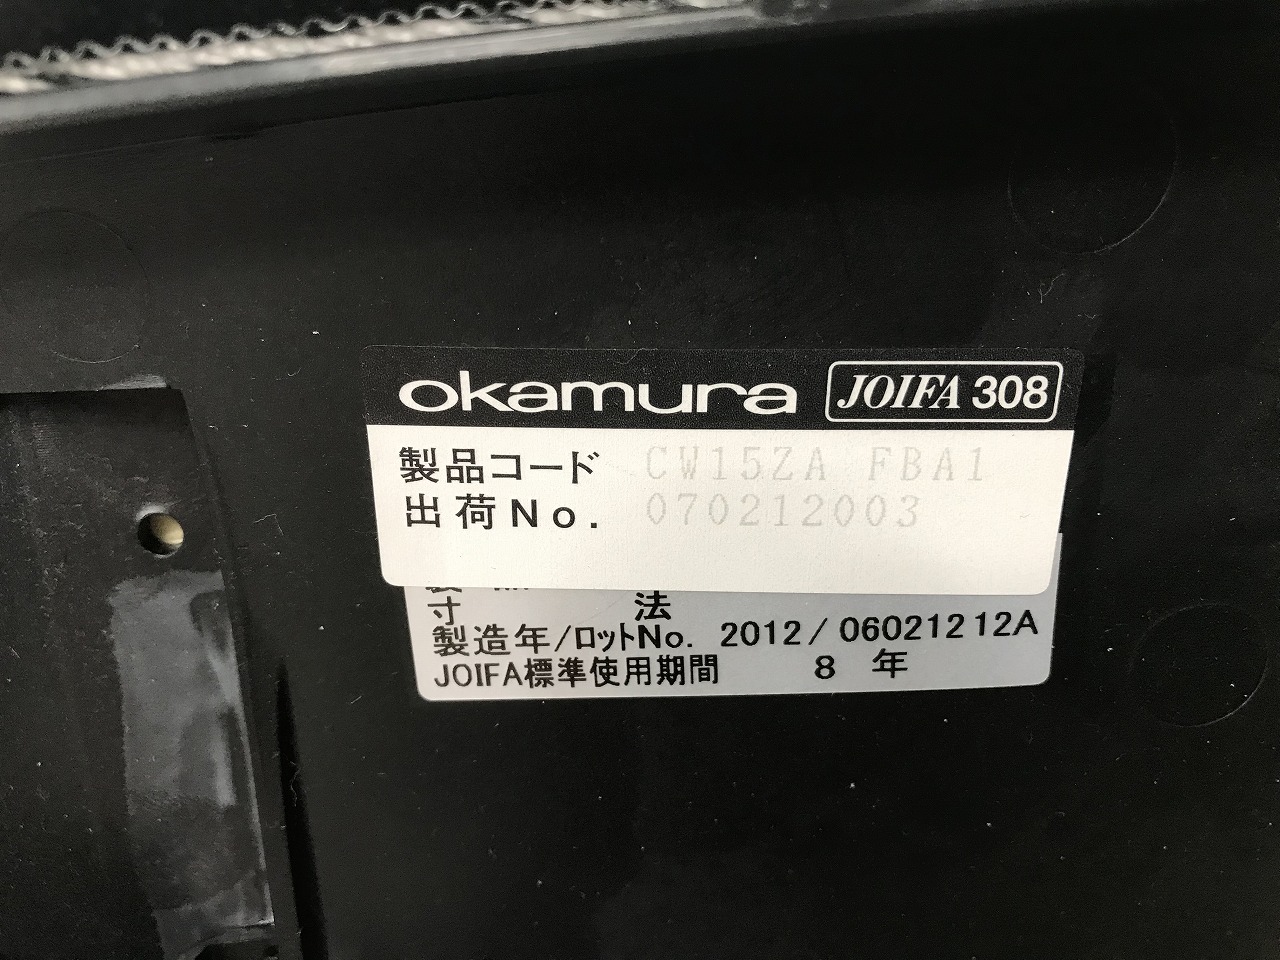 okamura JOIFA 308
製品コード CW15ZA FBA1
出荷No. 070212003
寸 法
製造年/ロットNo. 2012/06021212A
JOIFA標準使用期間 8年